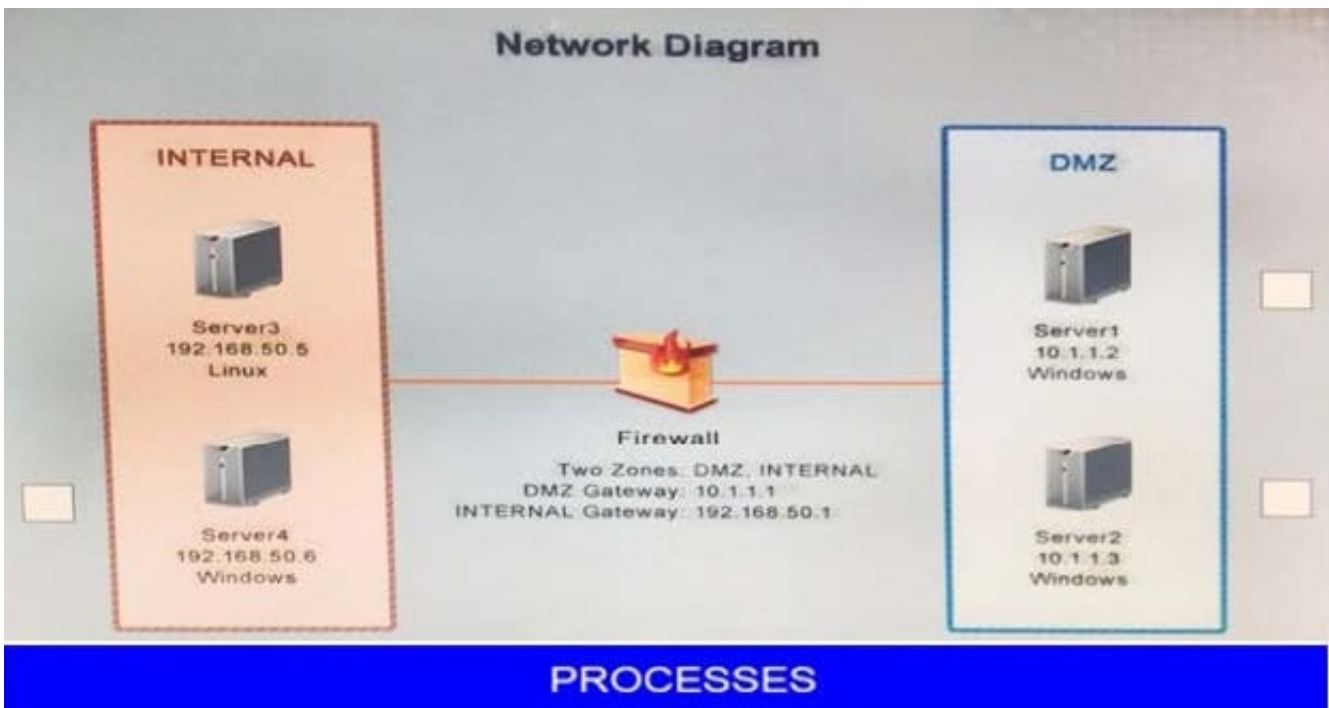 Network Diagram
INTERNAL
Server3
192.168.50.5
Linux
Server4
192.168.50.6
Windows
Firewall
Two Zones: DMZ, INTERNAL
DMZ Gateway: 10.1.1.1
INTERNAL Gateway: 192.168.50.1
DMZ
Server1
10.1.1.2
Windows
Server2
10.1.1.3
Windows
PROCESSES